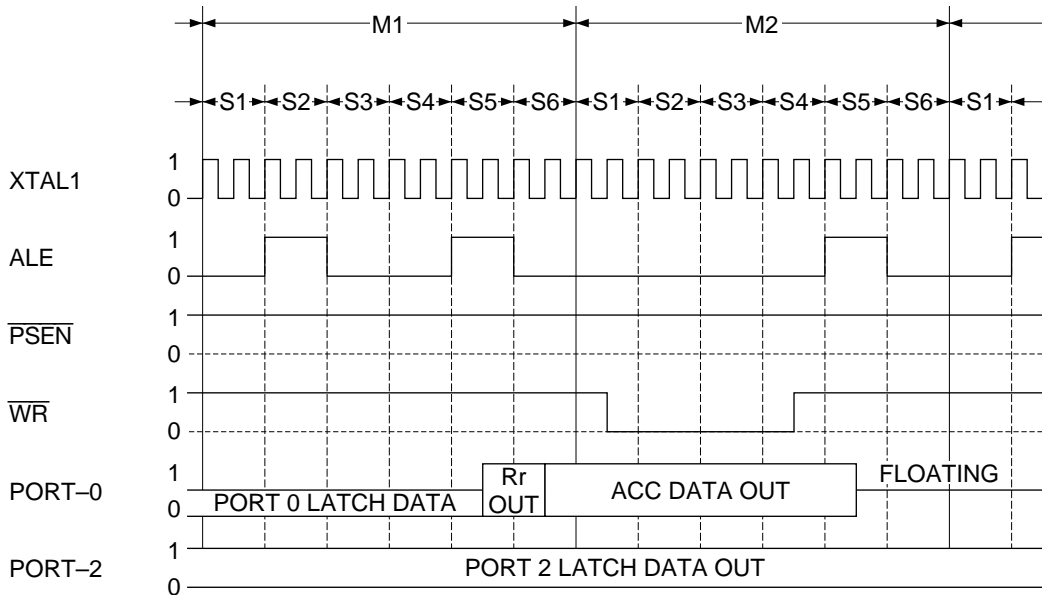 M1 M2
S1 S2 S3 S4 S5 S6 S1 S2 S3 S4 S5 S6 S1
XTAL1 1 0
ALE 1 0
PSEN 1 0
WR 1 0
PORT–0 1 0 PORT 0 LATCH DATA Rr OUT ACC DATA OUT FLOATING
PORT–2 1 0 PORT 2 LATCH DATA OUT